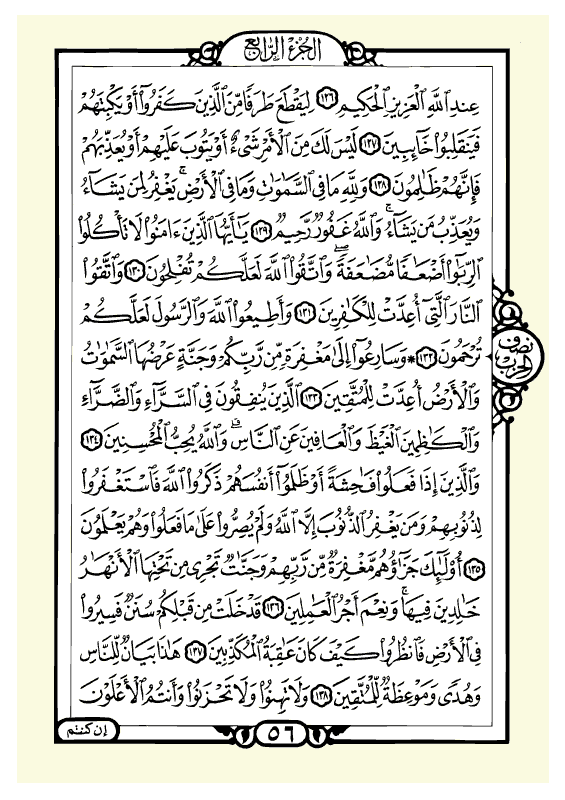 الجُزْءُ الرَّابِعُ
عِندِ ٱللَّهِ ٱلْعَزِيزِ ٱلْحَكِيمِ ١٢٦ لِيَقْطَعَ طَرَفًا مِّنَ ٱلَّذِينَ كَفَرُوٓا۟ أَوْ يَكْبِتَهُمْ
فَيَنقَلِبُوا۟ خَآئِبِينَ ١٢٧ لَيْسَ لَكَ مِنَ ٱلْأَمْرِ شَىْءٌ أَوْ يَتُوبَ عَلَيْهِمْ أَوْ يُعَذِّبَهُمْ
فَإِنَّهُمْ ظَٰلِمُونَ ١٢٨ وَلِلَّهِ مَا فِى ٱلسَّمَٰوَٰتِ وَمَا فِى ٱلْأَرْضِ ۚ يَغْفِرُ لِمَن يَشَآءُ
وَيُعَذِّبُ مَن يَشَآءُ ۚ وَٱللَّهُ غَفُورٌ رَّحِيمٌ ١٢٩ يَٰٓأَيُّهَا ٱلَّذِينَ ءَامَنُوا۟ لَا تَأْكُلُوا۟
ٱلرِّبَوٰٓا۟ أَضْعَٰفًا مُّضَٰعَفَةً ۖ وَٱتَّقُوا۟ ٱللَّهَ لَعَلَّكُمْ تُفْلِحُونَ ١٣٠ وَٱتَّقُوا۟
ٱلنَّارَ ٱلَّتِىٓ أُعِدَّتْ لِلْكَٰفِرِينَ ١٣١ وَأَطِيعُوا۟ ٱللَّهَ وَٱلرَّسُولَ لَعَلَّكُمْ
تُرْحَمُونَ ١٣٢ * وَسَارِعُوٓا۟ إِلَىٰ مَغْفِرَةٍ مِّن رَّبِّكُمْ وَجَنَّةٍ عَرْضُهَا ٱلسَّمَٰوَٰتُ
نصف الحزب
وَٱلْأَرْضُ أُعِدَّتْ لِلْمُتَّقِينَ ١٣٣ ٱلَّذِينَ يُنفِقُونَ فِى ٱلسَّرَّآءِ وَٱلضَّرَّآءِ
وَٱلْكَٰظِمِينَ ٱلْغَيْظَ وَٱلْعَافِينَ عَنِ ٱلنَّاسِ ۗ وَٱللَّهُ يُحِبُّ ٱلْمُحْسِنِينَ ١٣٤
وَٱلَّذِينَ إِذَا فَعَلُوا۟ فَٰحِشَةً أَوْ ظَلَمُوٓا۟ أَنفُسَهُمْ ذَكَرُوا۟ ٱللَّهَ فَٱسْتَغْفَرُوا۟
لِذُنُوبِهِمْ وَمَن يَغْفِرُ ٱلذُّنُوبَ إِلَّا ٱللَّهُ وَلَمْ يُصِرُّوا۟ عَلَىٰ مَا فَعَلُوا۟ وَهُمْ يَعْلَمُونَ
١٣٥ أُو۟لَٰٓئِكَ جَزَآؤُهُم مَّغْفِرَةٌ مِّن رَّبِّهِمْ وَجَنَّٰتٌ تَجْرِى مِن تَحْتِهَا ٱلْأَنْهَٰرُ
خَٰلِدِينَ فِيهَا ۚ وَنِعْمَ أَجْرُ ٱلْعَٰمِلِينَ ١٣٦ قَدْ خَلَتْ مِن قَبْلِكُمْ سُنَنٌ فَسِيرُوا۟
فِى ٱلْأَرْضِ فَٱنظُرُوا۟ كَيْفَ كَانَ عَٰقِبَةُ ٱلْمُكَذِّبِينَ ١٣٧ هَٰذَا بَيَانٌ لِّلنَّاسِ
وَهُدًى وَمَوْعِظَةٌ لِّلْمُتَّقِينَ ١٣٨ وَلَا تَهِنُوا۟ وَلَا تَحْزَنُوا۟ وَأَنتُمُ ٱلْأَعْلَوْنَ
إن كنتم
٥٦